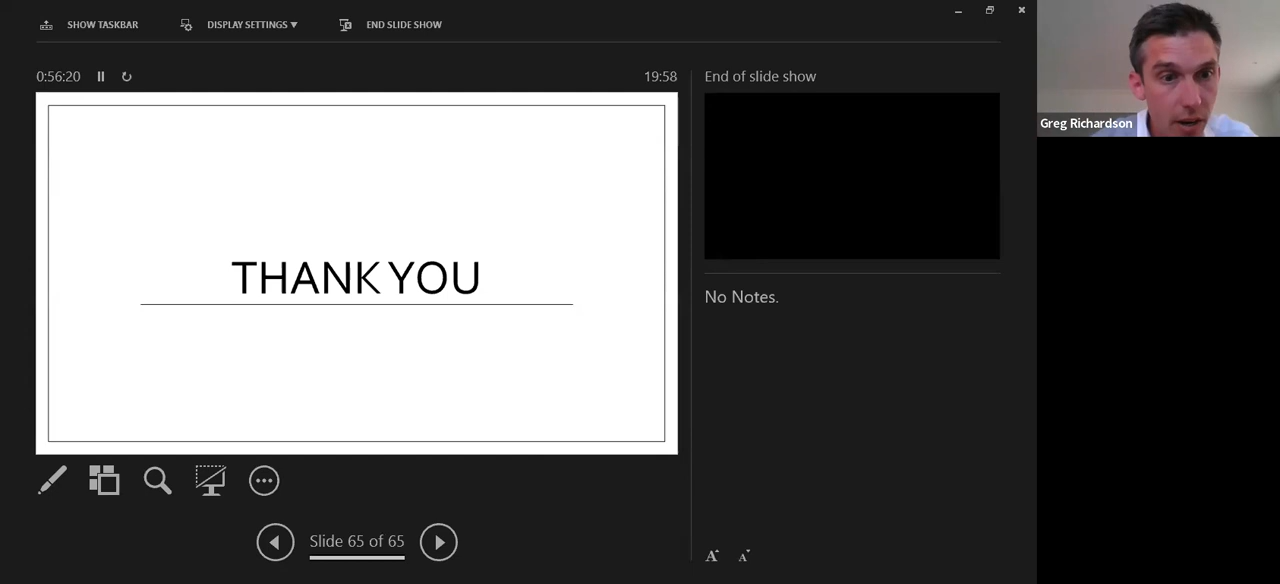 SHOW TASKBAR
DISPLAY SETTINGS ▼
END SLIDE SHOW
0:56:20
19:58
End of slide show
Greg Richardson
THANK YOU
No Notes.
Slide 65 of 65
A A